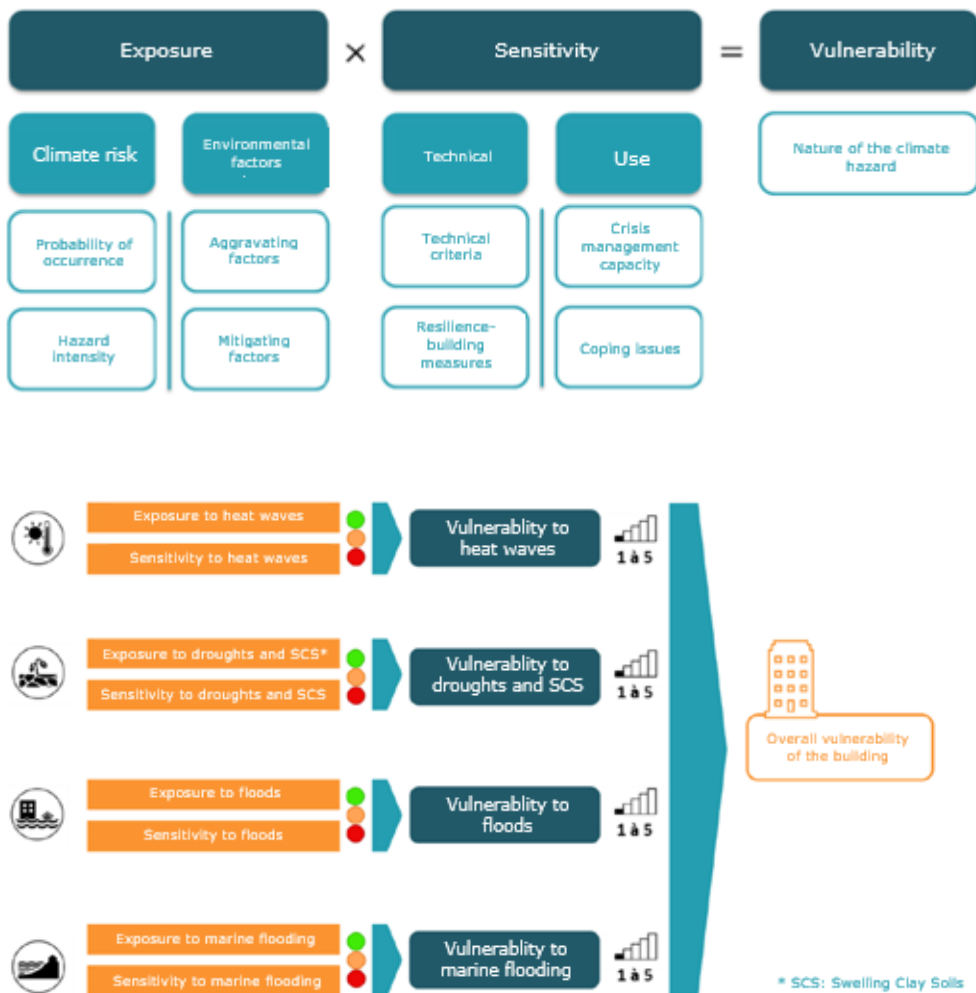 Exposure × Sensitivity = Vulnerability
Climate risk
Environmental
factors
.
Technical
Use
Nature of the climate
hazard
Probability of
occurrence
Aggravating
factors
Technical
criteria
Crisis
management
capacity
Hazard
intensity
Mitigating
factors
Resilience-
building
measures
Coping issues
Exposure to heat waves
Sensitivity to heat waves
Vulnerablity to
heat waves
1 à 5
Exposure to droughts and SCS*
Sensitivity to droughts and SCS
Vulnerablity to
droughts and SCS
1 à 5
Overall vulnerability
of the building
Exposure to floods
Sensitivity to floods
Vulnerablity to
floods
1 à 5
Exposure to marine flooding
Sensitivity to marine flooding
Vulnerablity to
marine flooding
1 à 5
* SCS: Swelling Clay Soils